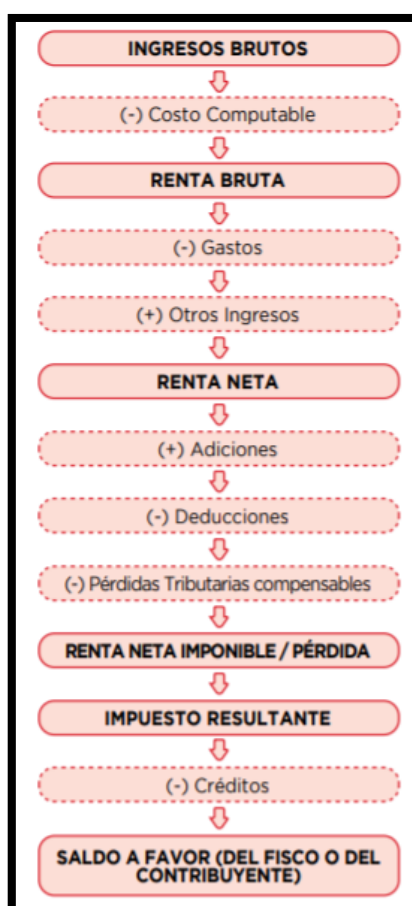 INGRESOS BRUTOS
(-) Costo Computable
RENTA BRUTA
(-) Gastos
(+) Otros Ingresos
RENTA NETA
(+) Adiciones
(-) Deducciones
(-) Pérdidas Tributarias compensables
RENTA NETA IMPONIBLE / PÉRDIDA
IMPUESTO RESULTANTE
(-) Créditos
SALDO A FAVOR (DEL FISCO O DEL
CONTRIBUYENTE)